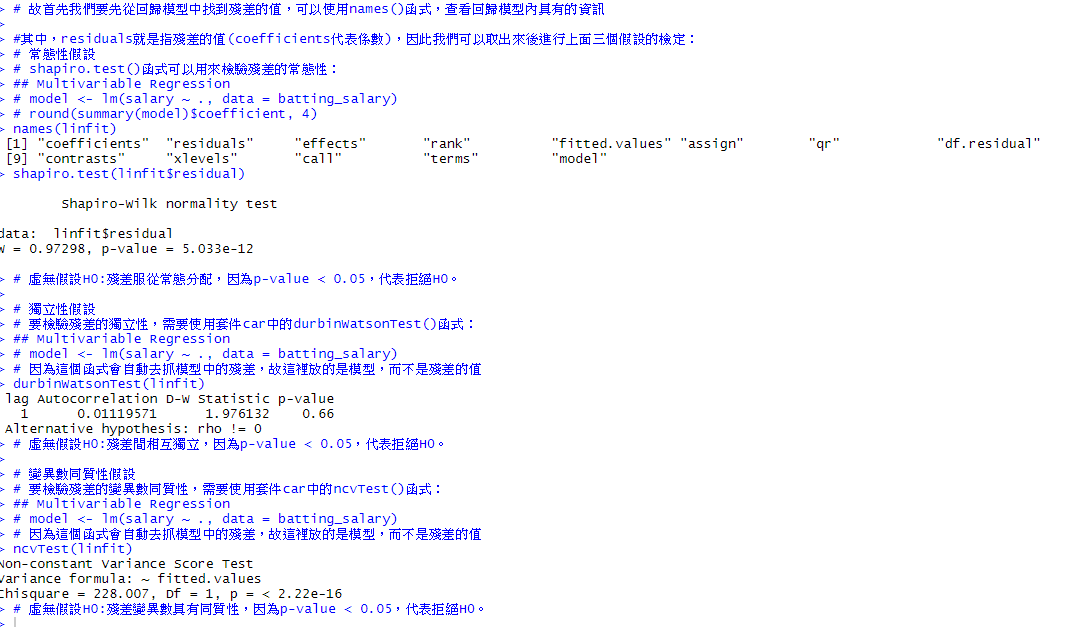 > # 故首先我們要先從回歸模型中找到殘差的值，可以使用names()函式，查看回歸模型內具有的資訊
>
> #其中，residuals就是指殘差的值(coefficients代表係數)，因此我們可以取出來後進行上面三個假設的檢定：
> # 常態性假設
> # shapiro.test()函式可以用來檢驗殘差的常態性：
> ## Multivariable Regression
> # model <- lm(salary ~ ., data = batting_salary)
> # round(summary(model)$coefficient, 4)
> names(linfit)
[1] "coefficients" "residuals" "effects" "rank" "fitted.values" "assign" "qr" "df.residual"
[9] "contrasts" "xlevels" "call" "terms" "model"
> shapiro.test(linfit$residual)
Shapiro-Wilk normality test
data: linfit$residual
W = 0.97298, p-value = 5.033e-12
> # 虛無假設H0:殘差服從常態分配，因為p-value < 0.05，代表拒絕H0。
>
> # 獨立性假設
> # 要檢驗殘差的獨立性，需要使用套件car中的durbinWatsonTest()函式：
> ## Multivariable Regression
> # model <- lm(salary ~ ., data = batting_salary)
> # 因為這個函式會自動去抓模型中的殘差，故這裡放的是模型，而不是殘差的值
> durbinWatsonTest(linfit)
lag Autocorrelation D-W Statistic p-value
1 0.01119571 1.976132 0.66
Alternative hypothesis: rho != 0
> # 虛無假設H0:殘差間相互獨立，因為p-value < 0.05，代表拒絕H0。
>
> # 變異數同質性假設
> # 要檢驗殘差的變異數同質性，需要使用套件car中的ncvTest()函式：
> ## Multivariable Regression
> # model <- lm(salary ~ ., data = batting_salary)
> # 因為這個函式會自動去抓模型中的殘差，故這裡放的是模型，而不是殘差的值
> ncvTest(linfit)
Non-constant Variance Score Test
Variance formula: ~ fitted.values
Chisquare = 228.007, Df = 1, p = < 2.22e-16
> # 虛無假設H0:殘差變異數具有同質性，因為p-value < 0.05，代表拒絕H0。
>